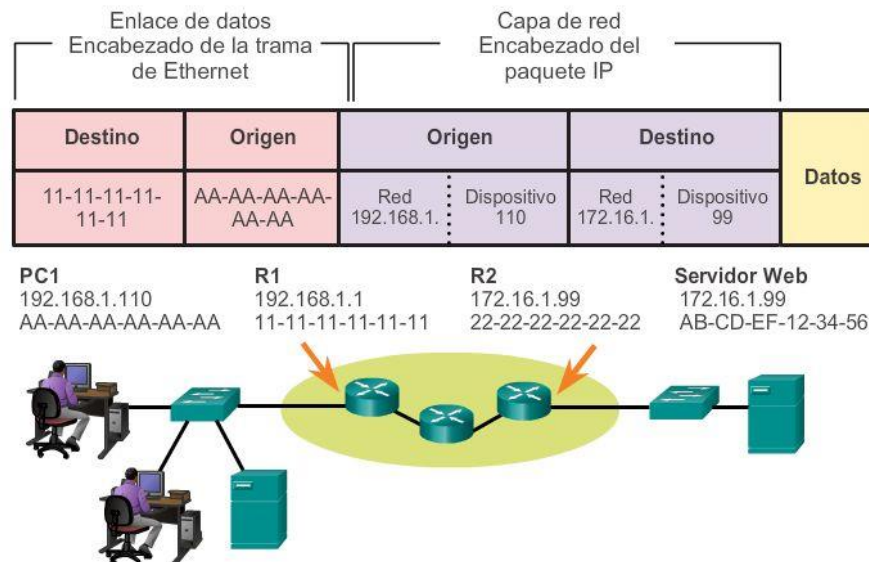 Enlace de datos
Encabezado de la trama
de Ethernet
Capa de red
Encabezado del
paquete IP
Destino
Origen
Origen
Destino
Datos
11-11-11-11-
11-11
AA-AA-AA-AA-
AA-AA
Red
192.168.1.
Dispositivo
110
Red
172.16.1.
Dispositivo
99
PC1
192.168.1.110
AA-AA-AA-AA-AA-AA
R1
192.168.1.1
11-11-11-11-11-11
R2
172.16.1.99
22-22-22-22-22-22
Servidor Web
172.16.1.99
AB-CD-EF-12-34-56